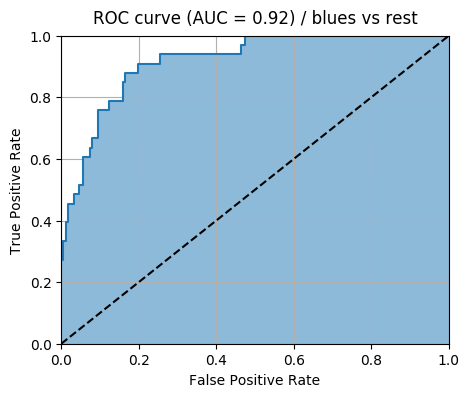 ROC curve (AUC = 0.92) / blues vs rest
True Positive Rate
1.0
0.8
0.6
0.4
0.2
0.0
0.0 0.2 0.4 0.6 0.8 1.0
False Positive Rate